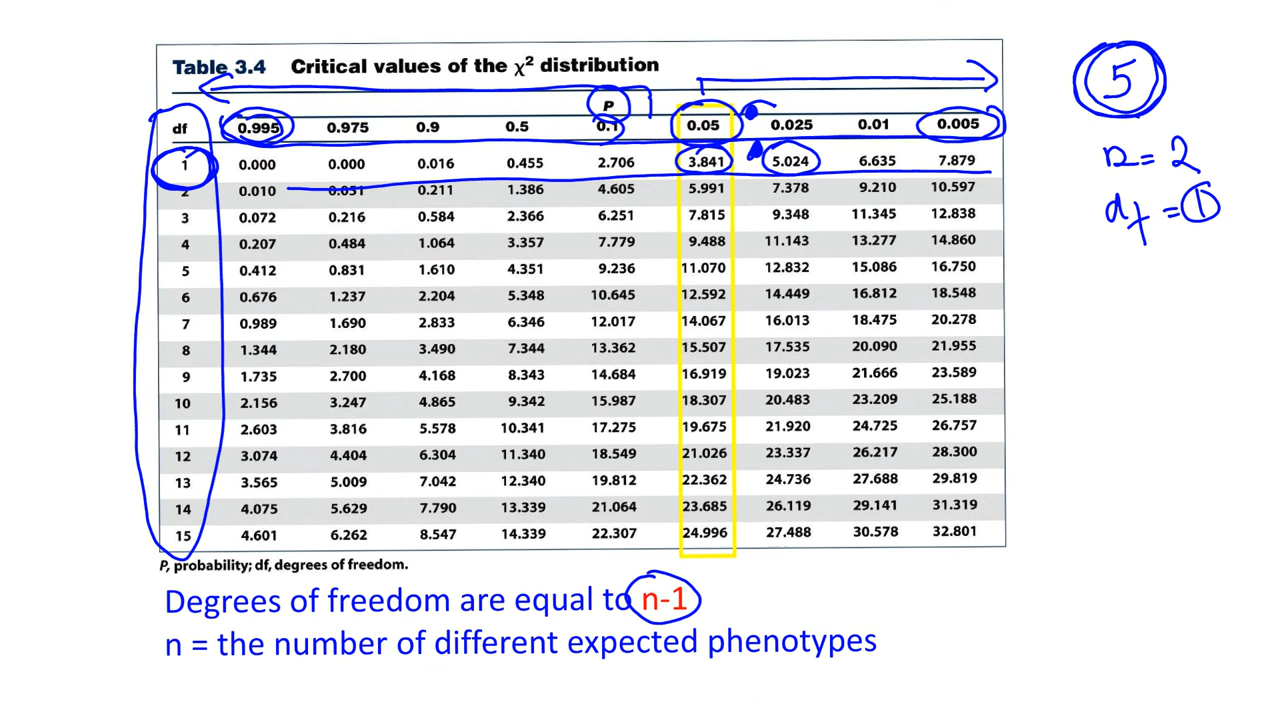 Table 3.4 Critical values of the χ² distribution
P
df 0.995 0.975 0.9 0.5 0.1 0.05 0.025 0.01 0.005
1 0.000 0.000 0.016 0.455 2.706 3.841 5.024 6.635 7.879
2 0.010 0.051 0.211 1.386 4.605 5.991 7.378 9.210 10.597
3 0.072 0.216 0.584 2.366 6.251 7.815 9.348 11.345 12.838
4 0.207 0.484 1.064 3.357 7.779 9.488 11.143 13.277 14.860
5 0.412 0.831 1.610 4.351 9.236 11.070 12.832 15.086 16.750
6 0.676 1.237 2.204 5.348 10.645 12.592 14.449 16.812 18.548
7 0.989 1.690 2.833 6.346 12.017 14.067 16.013 18.475 20.278
8 1.344 2.180 3.490 7.344 13.362 15.507 17.535 20.090 21.955
9 1.735 2.700 4.168 8.343 14.684 16.919 19.023 21.666 23.589
10 2.156 3.247 4.865 9.342 15.987 18.307 20.483 23.209 25.188
11 2.603 3.816 5.578 10.341 17.275 19.675 21.920 24.725 26.757
12 3.074 4.404 6.304 11.340 18.549 21.026 23.337 26.217 28.300
13 3.565 5.009 7.042 12.340 19.812 22.362 24.736 27.688 29.819
14 4.075 5.629 7.790 13.339 21.064 23.685 26.119 29.141 31.319
15 4.601 6.262 8.547 14.339 22.307 24.996 27.488 30.578 32.801
P, probability; df, degrees of freedom.
Degrees of freedom are equal to n-1
n = the number of different expected phenotypes
5
n = 2
df = 1